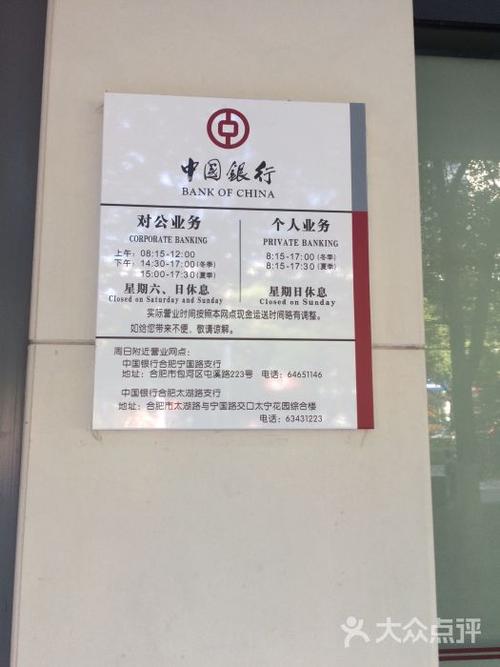 中国银行
BANK OF CHINA
对公业务
CORPORATE BANKING
上午：08:15-12:00
下午：14:30-17:00(冬季)
15:00-17:30(夏季)
星期六、日休息
Closed on Saturday and Sunday
个人业务
PRIVATE BANKING
8:15-17:00(冬季)
8:15-17:30(夏季)
星期日休息
Closed on Sunday
实际营业时间按照本网点现金运送时间略有调整。
如给您带来不便，敬请谅解。
周日附近营业网点：
中国银行合肥宁国路支行
地址：合肥市包河区屯溪路223号 电话：64651146
中国银行合肥太湖路支行
地址：合肥市太湖路与宁国路交口太宁花园综合楼
电话：63431223
大众点评